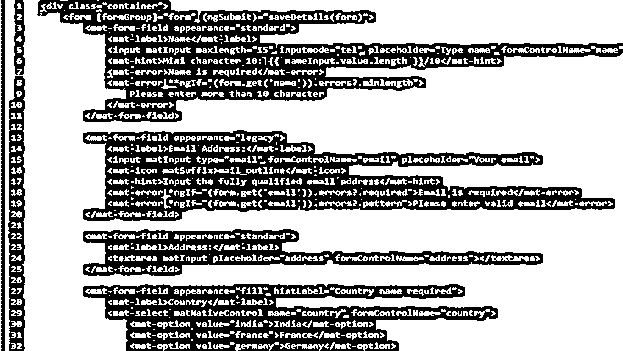 1 <div class="container">
2 <form [formGroup]="form" (ngSubmit)="saveDetails(form)">
3 <mat-form-field appearance="standard">
4 <mat-label>Name</mat-label>
5 <input matInput maxlength="35" inputmode="tel" placeholder="Type name" formControlName="name
6 <mat-hint>Mini character 10: {{ nameInput.value.length }}/10</mat-hint>
7 <mat-error>Name is required</mat-error>
8 <mat-error *ngIf="(form.get('name')).errors?.minlength">
9 Please enter more than 10 character
10 </mat-error>
11 </mat-form-field>
12
13 <mat-form-field appearance="legacy">
14 <mat-label>Email Address:</mat-label>
15 <input matInput type="email" formControlName="email" placeholder="Your email">
16 <mat-icon matSuffix>mail_outline</mat-icon>
17 <mat-hint>Input the fully qualified email address</mat-hint>
18 <mat-error *ngIf="(form.get('email')).errors?.required">Email is required</mat-error>
19 <mat-error *ngIf="(form.get('email').errors?.pattern">Please enter valid email</mat-error>
20 </mat-form-field>
21
22 <mat-form-field appearance="standard">
23 <mat-label>Address:</mat-label>
24 <textarea matInput placeholder="address" formControlName="address"></textarea>
25 </mat-form-field>
26
27 <mat-form-field appearance="fill" hintLabel="Country name required">
28 <mat-label>Country</mat-label>
29 <mat-select matNativeControl name="country" formControlName="country">
30 <mat-option value="india">India</mat-option>
31 <mat-option value="france">France</mat-option>
32 <mat-option value="germany">Germany</mat-option>